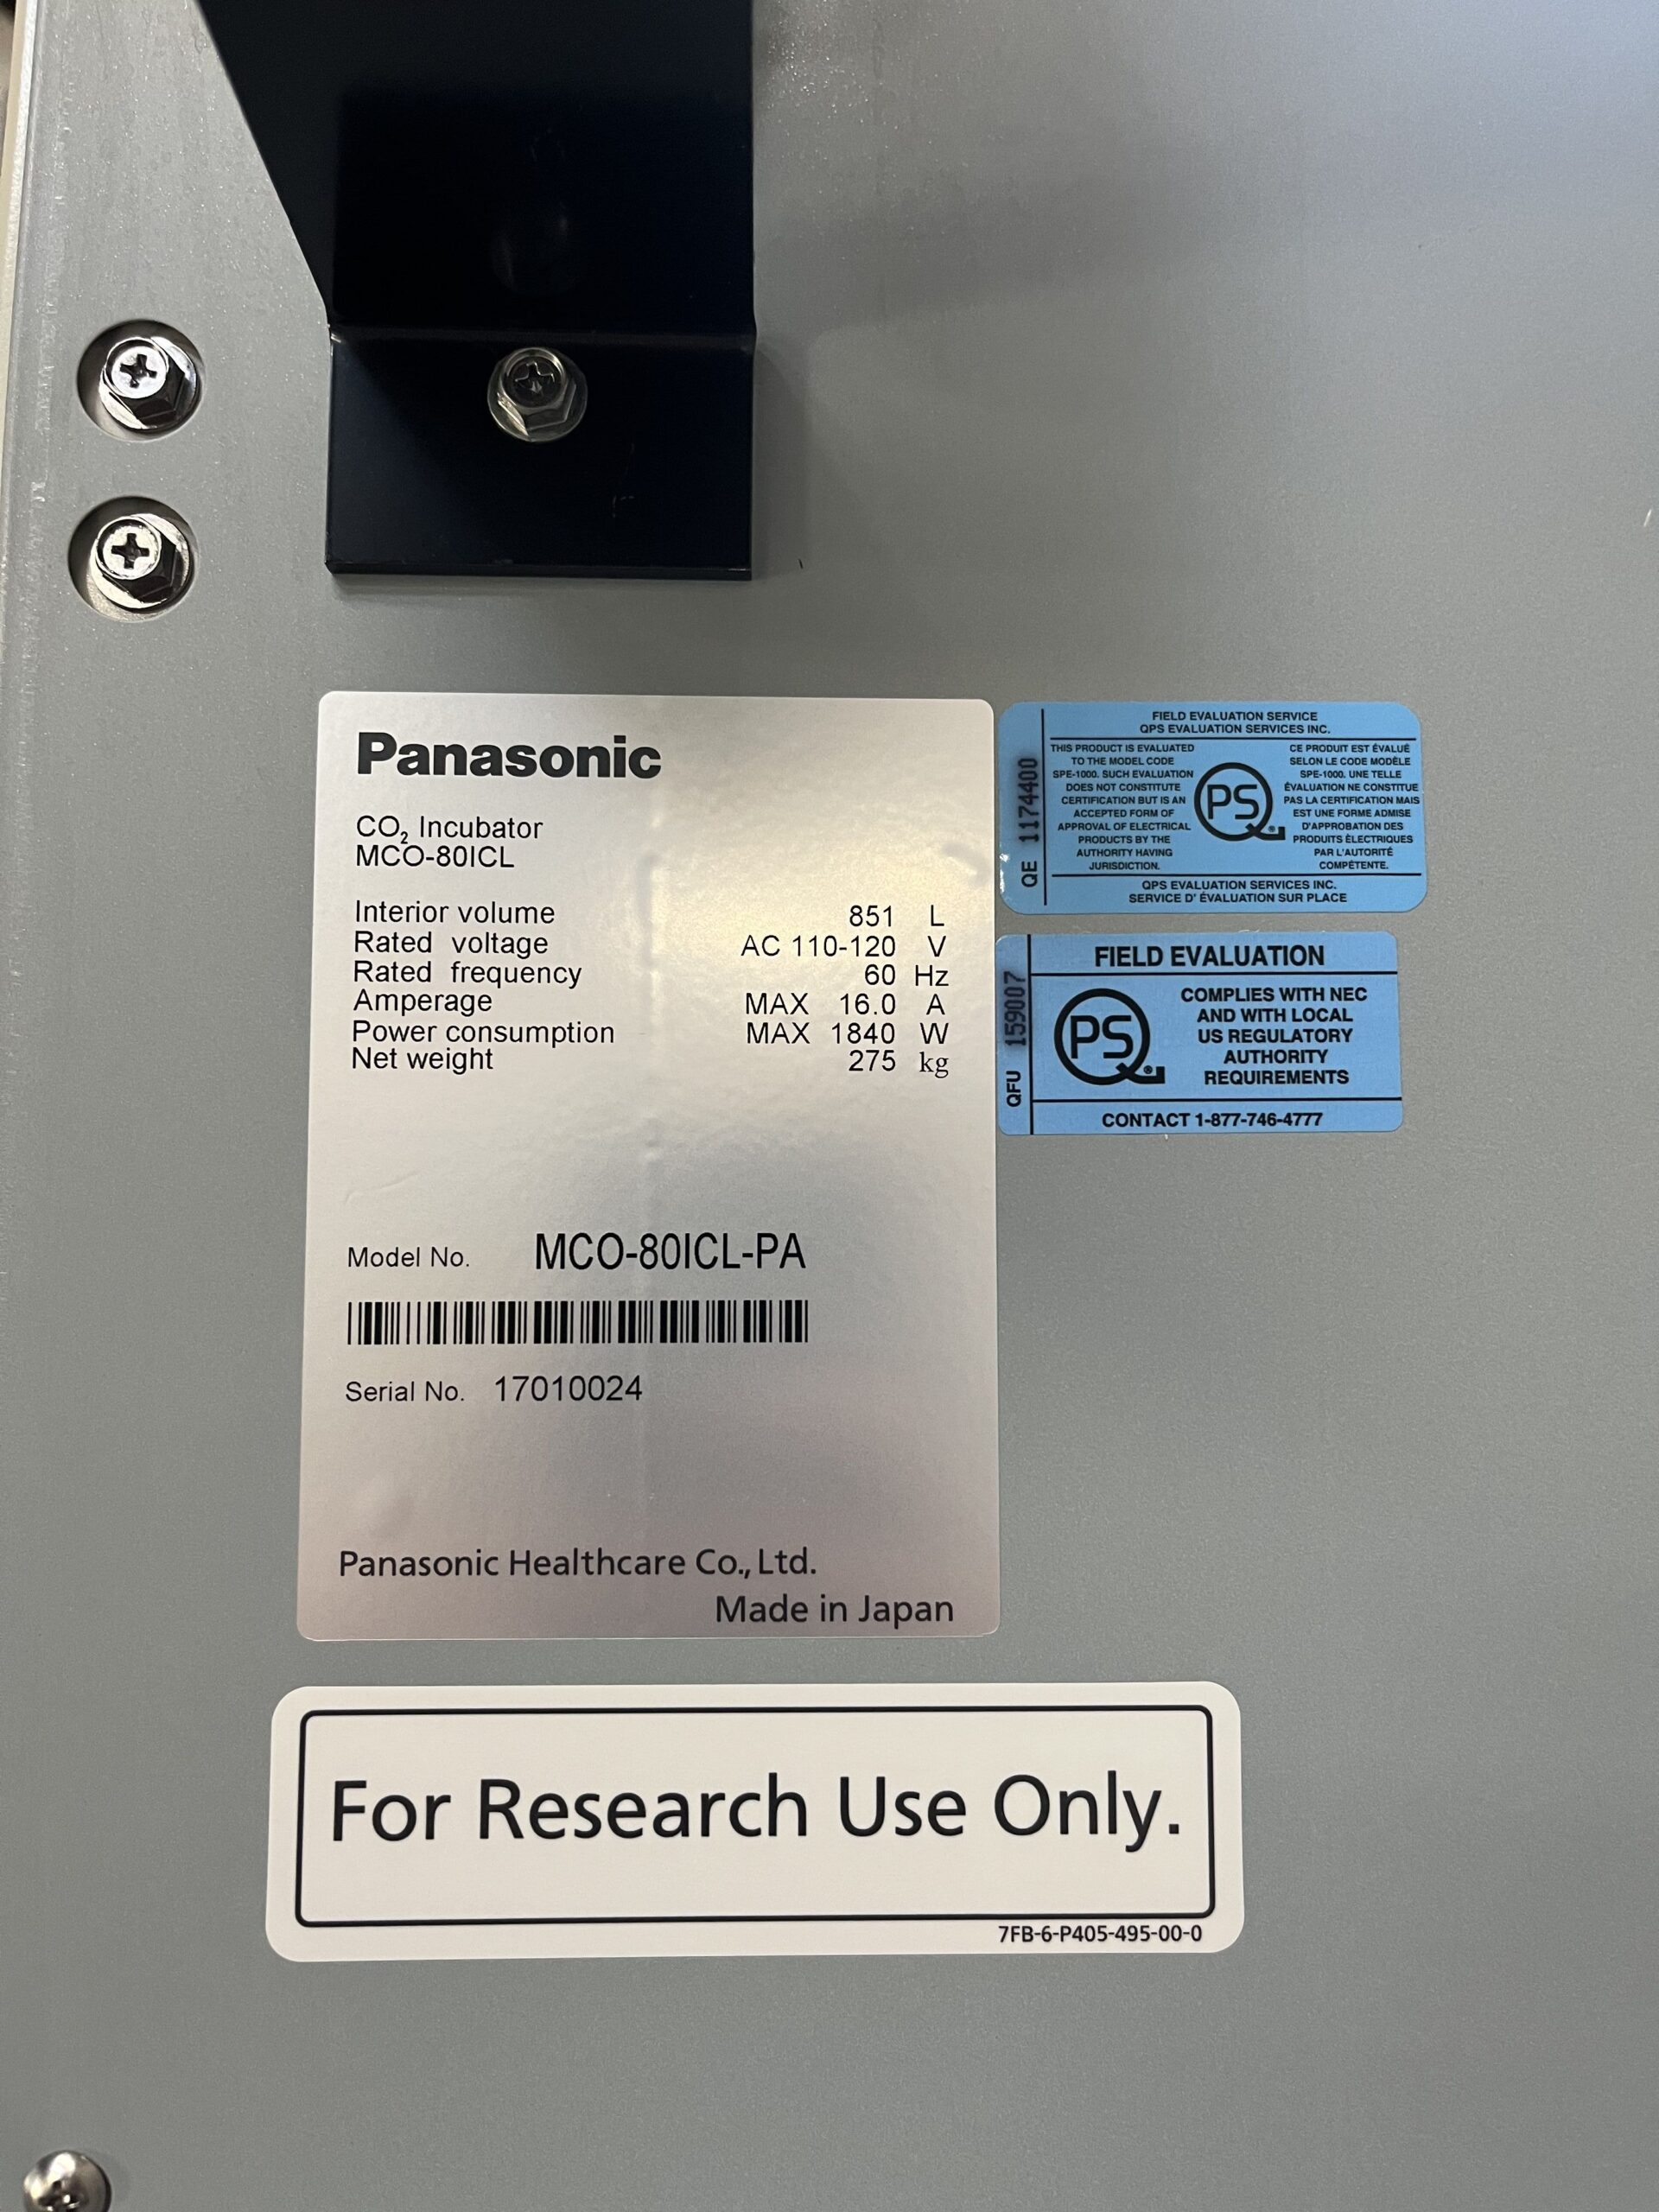 Panasonic
CO₂ Incubator
MCO-80ICL
Interior volume 851 L
Rated voltage AC 110-120 V
Rated frequency 60 Hz
Amperage MAX 16.0 A
Power consumption MAX 1840 W
Net weight 275 kg
Model No. MCO-80ICL-PA
Serial No. 17010024
Panasonic Healthcare Co., Ltd.
Made in Japan
FIELD EVALUATION SERVICE
QPS EVALUATION SERVICES INC.
QE 1174400
THIS PRODUCT IS EVALUATED
TO THE MODEL CODE
SPE-1000. SUCH EVALUATION
DOES NOT CONSTITUTE
CERTIFICATION BUT IS AN
ACCEPTED FORM OF
APPROVAL OF ELECTRICAL
PRODUCTS BY THE
AUTHORITY HAVING
JURISDICTION.
QPS®
CE PRODUIT EST ÉVALUÉ
SELON LE CODE MODÈLE
SPE-1000. UNE TELLE
ÉVALUATION NE CONSTITUE
PAS LA CERTIFICATION MAIS
EST UNE FORME ADMISE
D'APPROBATION DES
PRODUITS ÈLECTRIQUES
PAR L'AUTORITÉ
COMPÉTENTE.
QPS EVALUATION SERVICES INC.
SERVICE D' ÉVALUATION SUR PLACE
FIELD EVALUATION
QFU 159007
QPS®
COMPLIES WITH NEC
AND WITH LOCAL
US REGULATORY
AUTHORITY
REQUIREMENTS
CONTACT 1-877-746-4777
For Research Use Only.
7FB-6-P405-495-00-0